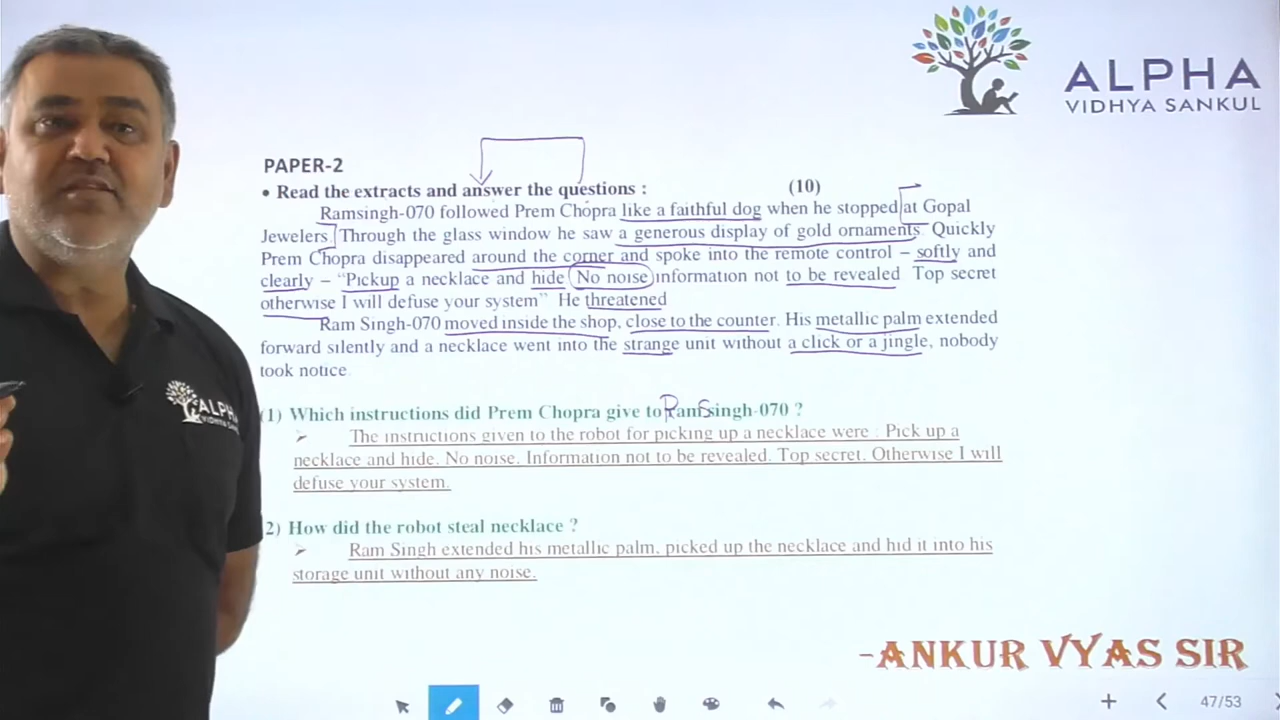 ALPHA
VIDHYA SANKUL
PAPER-2
• Read the extracts and answer the questions : (10)
Ramsingh-070 followed Prem Chopra like a faithful dog when he stopped at Gopal
Jewelers. Through the glass window he saw a generous display of gold ornaments. Quickly
Prem Chopra disappeared around the corner and spoke into the remote control – softly and
clearly – “Pickup a necklace and hide (No noise) information not to be revealed Top secret
otherwise I will defuse your system” He threatened
Ram Singh-070 moved inside the shop, close to the counter. His metallic palm extended
forward silently and a necklace went into the strange unit without a click or a jingle, nobody
took notice
(1) Which instructions did Prem Chopra give to RamSsingh-070 ?
➢ The instructions given to the robot for picking up a necklace were : Pick up a
necklace and hide. No noise. Information not to be revealed. Top secret. Otherwise I will
defuse your system.
2) How did the robot steal necklace ?
➢ Ram Singh extended his metallic palm, picked up the necklace and hid it into his
storage unit without any noise.
ALPHA
VIDHYA SAN
-ANKUR VYAS SIR
47/53